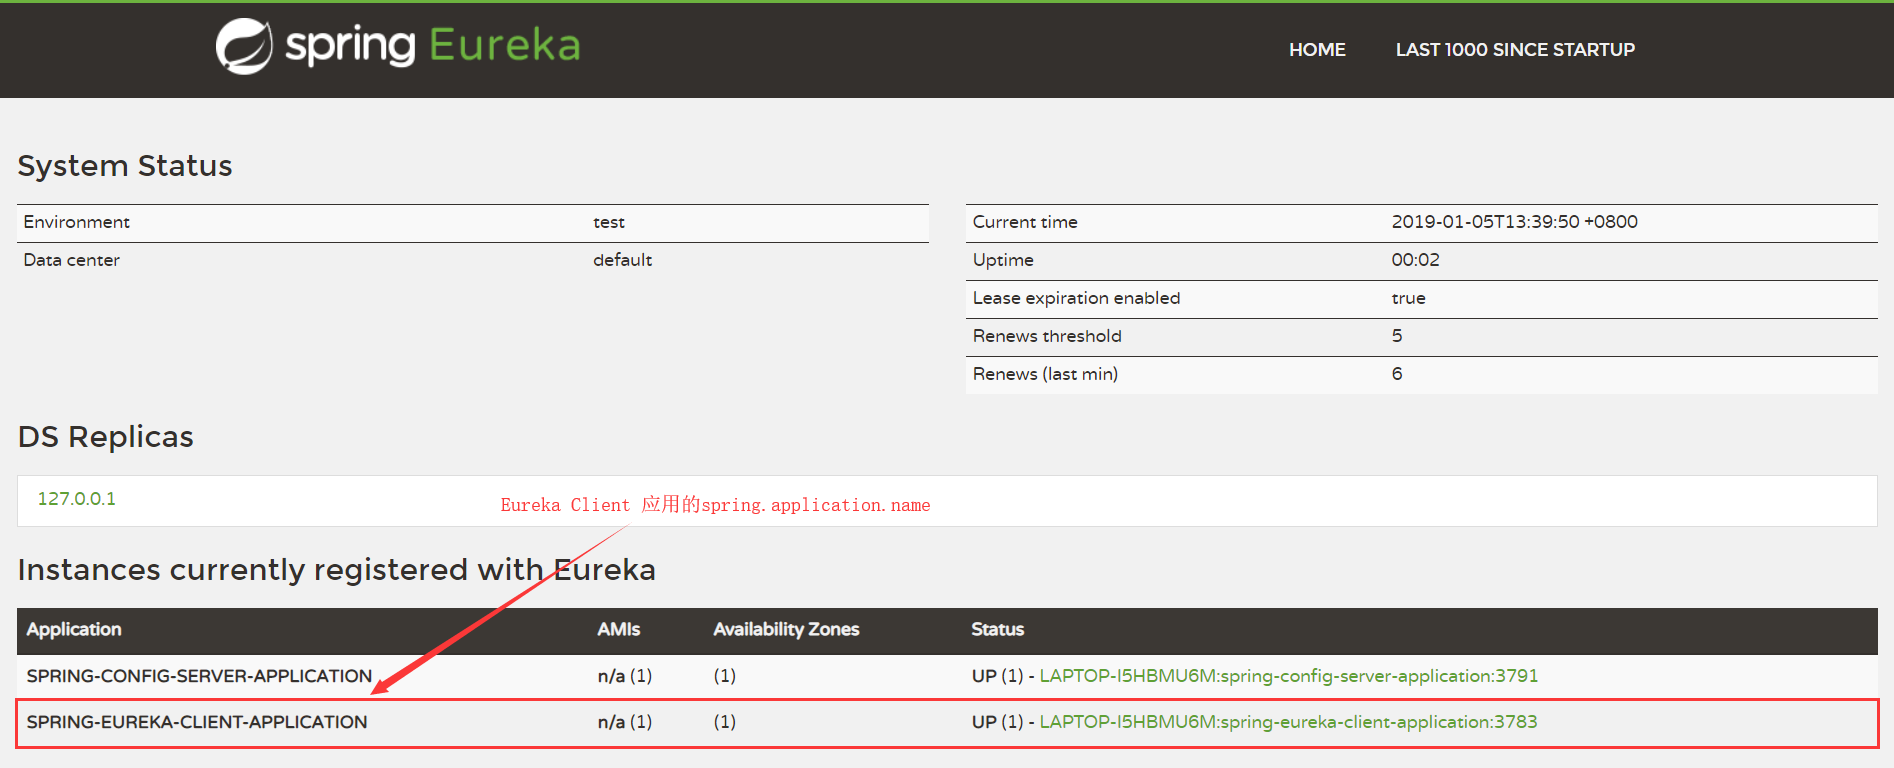 spring Eureka
HOME LAST 1000 SINCE STARTUP
System Status
Environment test
Data center default
Current time 2019-01-05T13:39:50 +0800
Uptime 00:02
Lease expiration enabled true
Renews threshold 5
Renews (last min) 6
DS Replicas
127.0.0.1
Eureka Client 应用的spring.application.name
Instances currently registered with Eureka
Application AMIs Availability Zones Status
SPRING-CONFIG-SERVER-APPLICATION n/a (1) (1) UP (1) - LAPTOP-I5HBMU6M:spring-config-server-application:3791
SPRING-EUREKA-CLIENT-APPLICATION n/a (1) (1) UP (1) - LAPTOP-I5HBMU6M:spring-eureka-client-application:3783